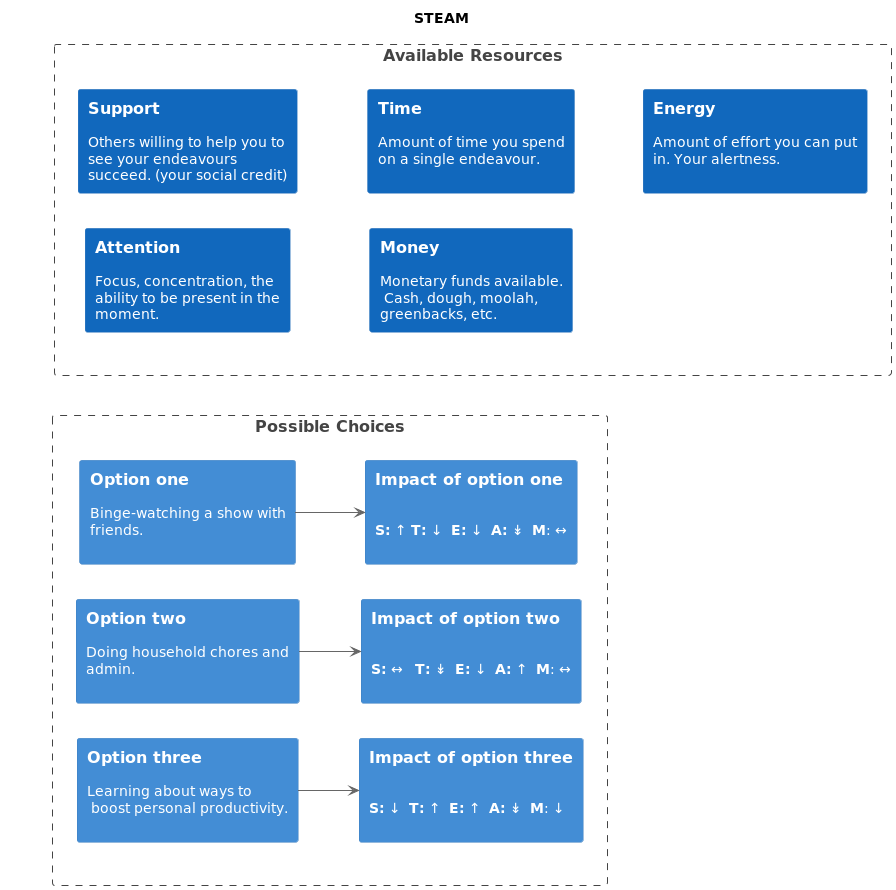 STEAM
Available Resources
Support
Others willing to help you to
see your endeavours
succeed. (your social credit)
Time
Amount of time you spend
on a single endeavour.
Energy
Amount of effort you can put
in. Your alertness.
Attention
Focus, concentration, the
ability to be present in the
moment.
Money
Monetary funds available.
Cash, dough, moolah,
greenbacks, etc.
Possible Choices
Option one
Binge-watching a show with
friends.
Impact of option one
S: ↑ T: ↓ E: ↓ A: ↡ M: ↔
Option two
Doing household chores and
admin.
Impact of option two
S: ↔ T: ↡ E: ↓ A: ↑ M: ↔
Option three
Learning about ways to
boost personal productivity.
Impact of option three
S: ↓ T: ↑ E: ↑ A: ↡ M: ↓